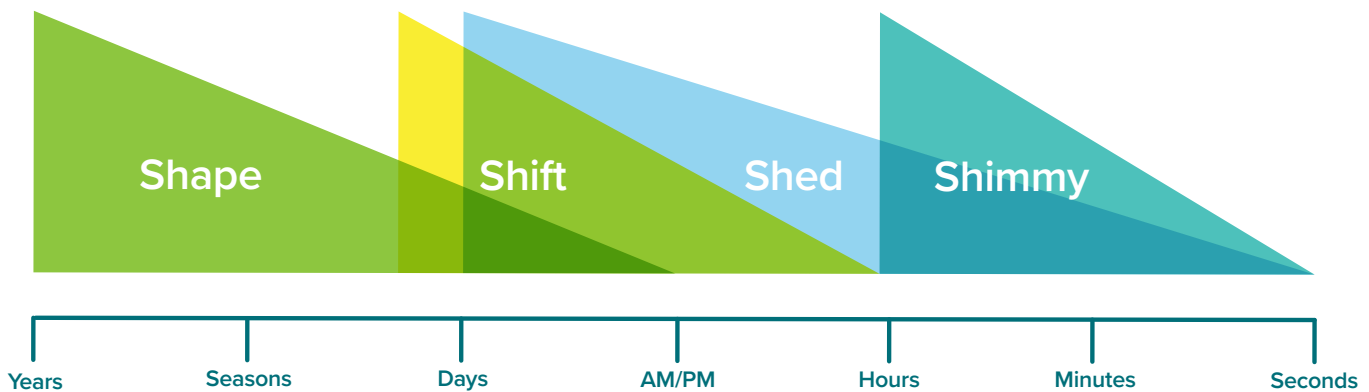 Shape
Shift
Shed
Shimmy
Years
Seasons
Days
AM/PM
Hours
Minutes
Seconds